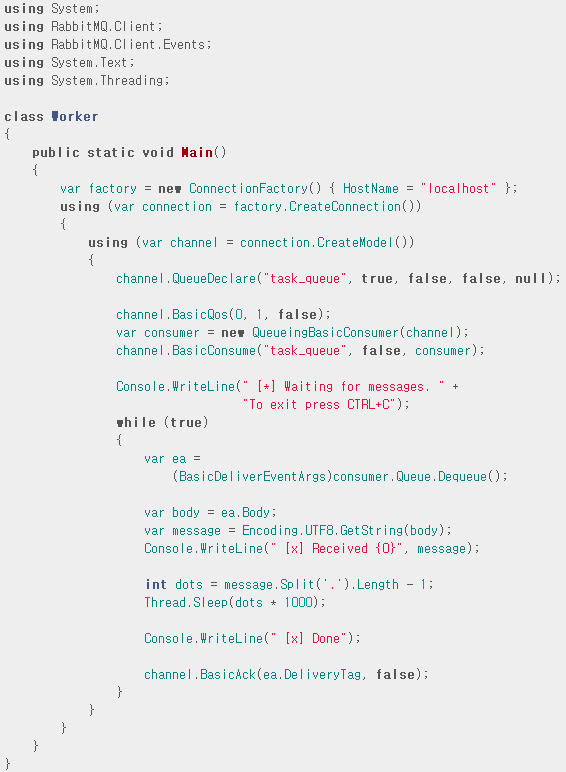 using System;
using RabbitMQ.Client;
using RabbitMQ.Client.Events;
using System.Text;
using System.Threading;

class Worker
{
    public static void Main()
    {
        var factory = new ConnectionFactory() { HostName = "localhost" };
        using (var connection = factory.CreateConnection())
        {
            using (var channel = connection.CreateModel())
            {
                channel.QueueDeclare("task_queue", true, false, false, null);

                channel.BasicQos(0, 1, false);
                var consumer = new QueueingBasicConsumer(channel);
                channel.BasicConsume("task_queue", false, consumer);

                Console.WriteLine(" [*] Waiting for messages. " +
                                  "To exit press CTRL+C");
                while (true)
                {
                    var ea =
                        (BasicDeliverEventArgs)consumer.Queue.Dequeue();

                    var body = ea.Body;
                    var message = Encoding.UTF8.GetString(body);
                    Console.WriteLine(" [x] Received {0}", message);

                    int dots = message.Split('.').Length - 1;
                    Thread.Sleep(dots * 1000);

                    Console.WriteLine(" [x] Done");

                    channel.BasicAck(ea.DeliveryTag, false);
                }
            }
        }
    }
}